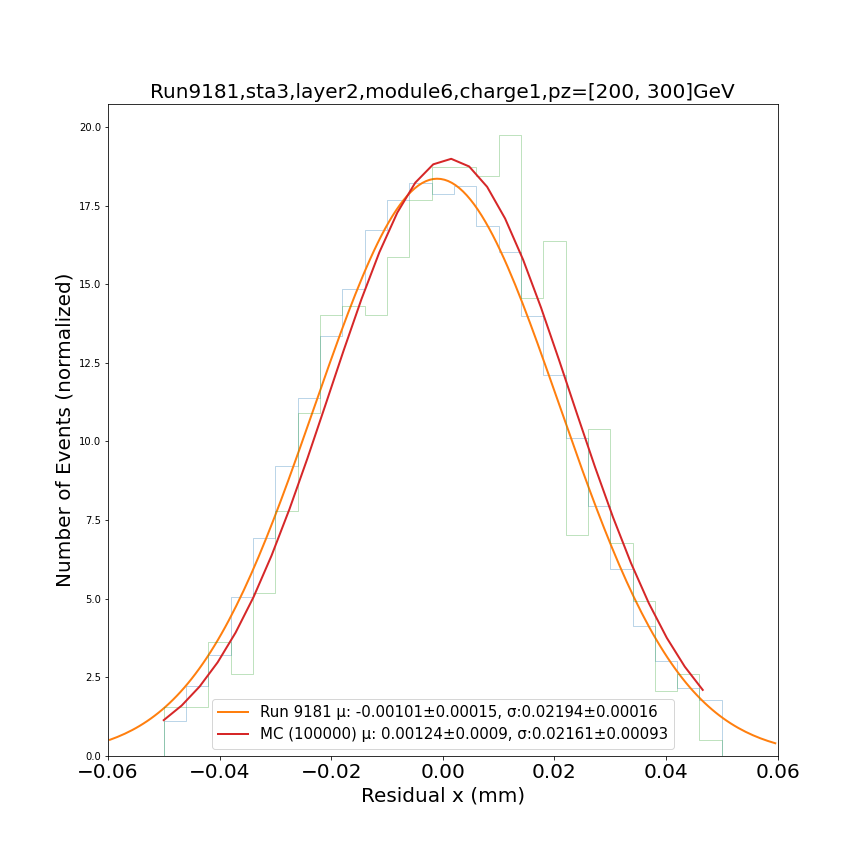 Run9181,sta3,layer2,module6,charge1,pz=[200, 300]GeV
20.0
17.5
15.0
12.5
10.0
7.5
5.0
2.5
0.0
Number of Events (normalized)
Run 9181 μ: -0.00101±0.00015, σ:0.02194±0.00016
MC (100000) μ: 0.00124±0.0009, σ:0.02161±0.00093
−0.06 −0.04 −0.02 0.00 0.02 0.04 0.06
Residual x (mm)